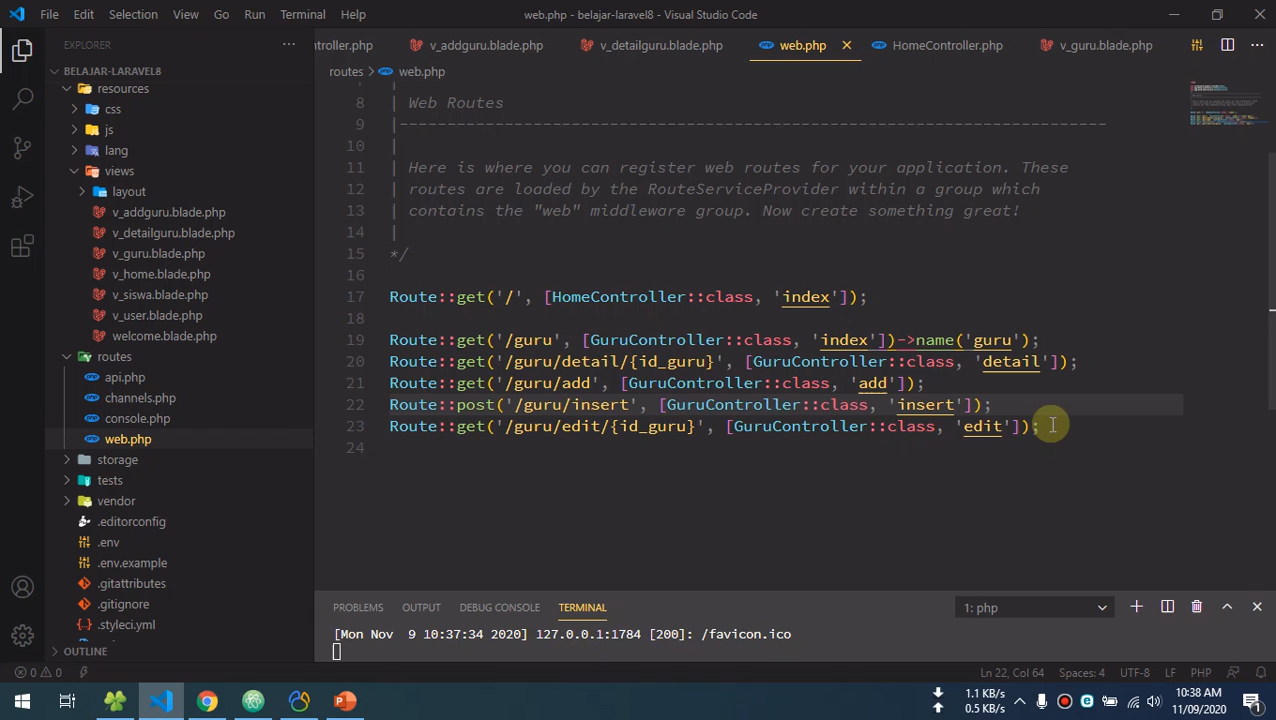 File Edit Selection View Go Run Terminal Help web.php - belajar-laravel8 - Visual Studio Code
EXPLORER
BELAJAR-LARAVEL8
resources
css
js
lang
views
layout
v_addguru.blade.php
v_detailguru.blade.php
v_guru.blade.php
v_home.blade.php
v_siswa.blade.php
v_user.blade.php
welcome.blade.php
routes
api.php
channels.php
console.php
web.php
storage
tests
vendor
.editorconfig
.env
.env.example
.gitattributes
.gitignore
.styleci.yml
OUTLINE
ntroller.php v_addguru.blade.php v_detailguru.blade.php web.php HomeController.php v_guru.blade.php
routes > web.php
8 | Web Routes
9 |--------------------------------------------------------------------------
10 |
11 | Here is where you can register web routes for your application. These
12 | routes are loaded by the RouteServiceProvider within a group which
13 | contains the "web" middleware group. Now create something great!
14 |
15 */
16
17 Route::get('/', [HomeController::class, 'index']);
18
19 Route::get('/guru', [GuruController::class, 'index'])->name('guru');
20 Route::get('/guru/detail/{id_guru}', [GuruController::class, 'detail']);
21 Route::get('/guru/add', [GuruController::class, 'add']);
22 Route::post('/guru/insert', [GuruController::class, 'insert']);
23 Route::get('/guru/edit/{id_guru}', [GuruController::class, 'edit']);
24
PROBLEMS OUTPUT DEBUG CONSOLE TERMINAL 1: php
[Mon Nov  9 10:37:34 2020] 127.0.0.1:1784 [200]: /favicon.ico
0 0 Ln 22, Col 64 Spaces: 4 UTF-8 LF PHP
1.1 KB/s
0.5 KB/s
10:38 AM
11/09/2020
1